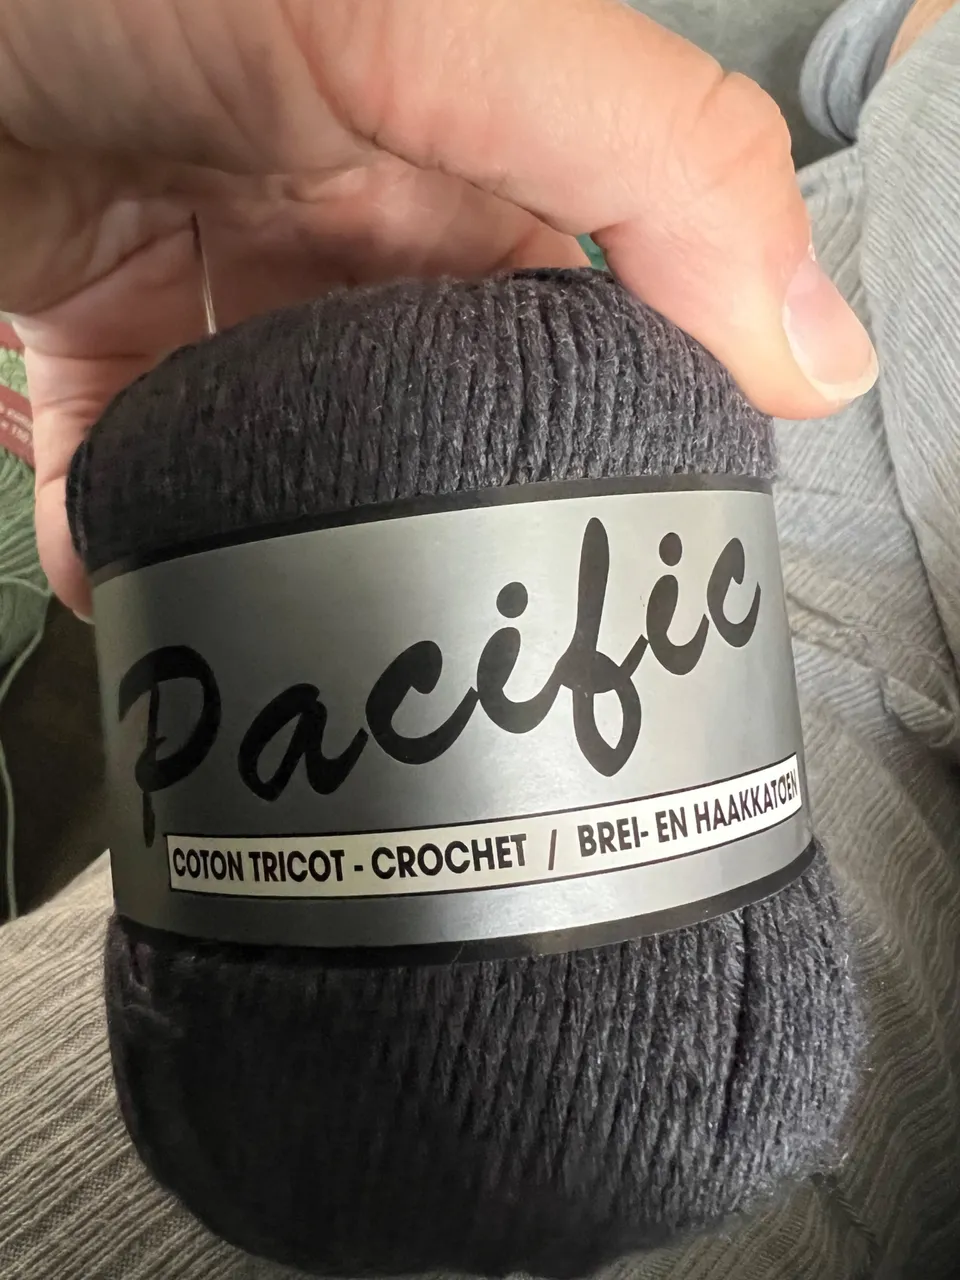 Pacific
COTON TRICOT - CROCHET / BREI- EN HAAKKATOEN